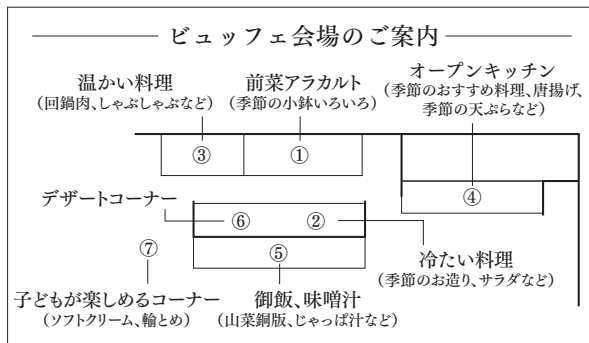 ビュッフェ会場のご案内
温かい料理
(回鍋肉、しゃぶしゃぶなど)
前菜アラカルト
(季節の小鉢いろいろ)
オープンキッチン
(季節のおすすめ料理、唐揚げ、
季節の天ぷらなど)
③
①
④
デザートコーナー
⑥
②
⑦
⑤
冷たい料理
(季節のお造り、サラダなど)
子どもが楽しめるコーナー
(ソフトクリーム、輪とめ)
御飯、味噌汁
(山菜銅版、じゃっぱ汁など)